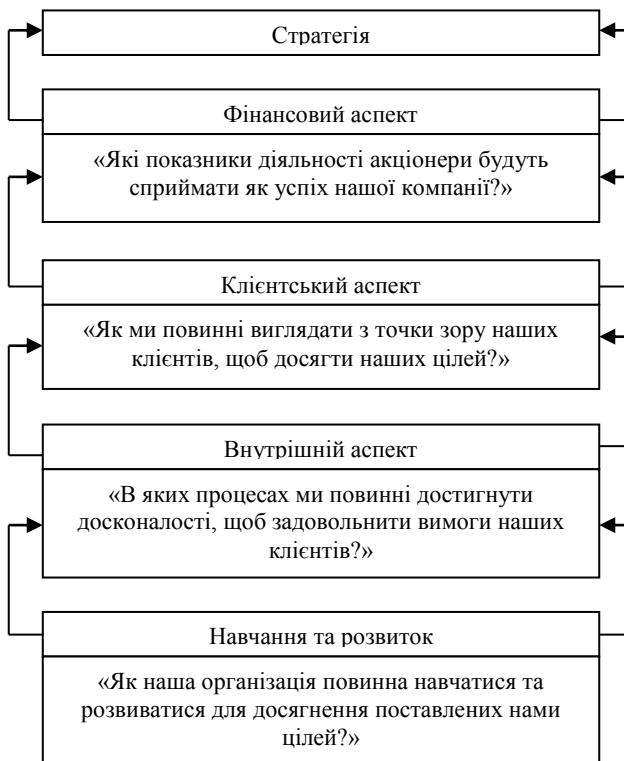 Стратегія
Фінансовий аспект
«Які показники діяльності акціонери будуть
сприймати як успіх нашої компанії?»
Клієнтський аспект
«Як ми повинні виглядати з точки зору наших
клієнтів, щоб досягти наших цілей?»
Внутрішній аспект
«В яких процесах ми повинні достигнути
досконалості, щоб задовольнити вимоги наших
клієнтів?»
Навчання та розвиток
«Як наша організація повинна навчатися та
розвиватися для досягнення поставлених нами
цілей?»